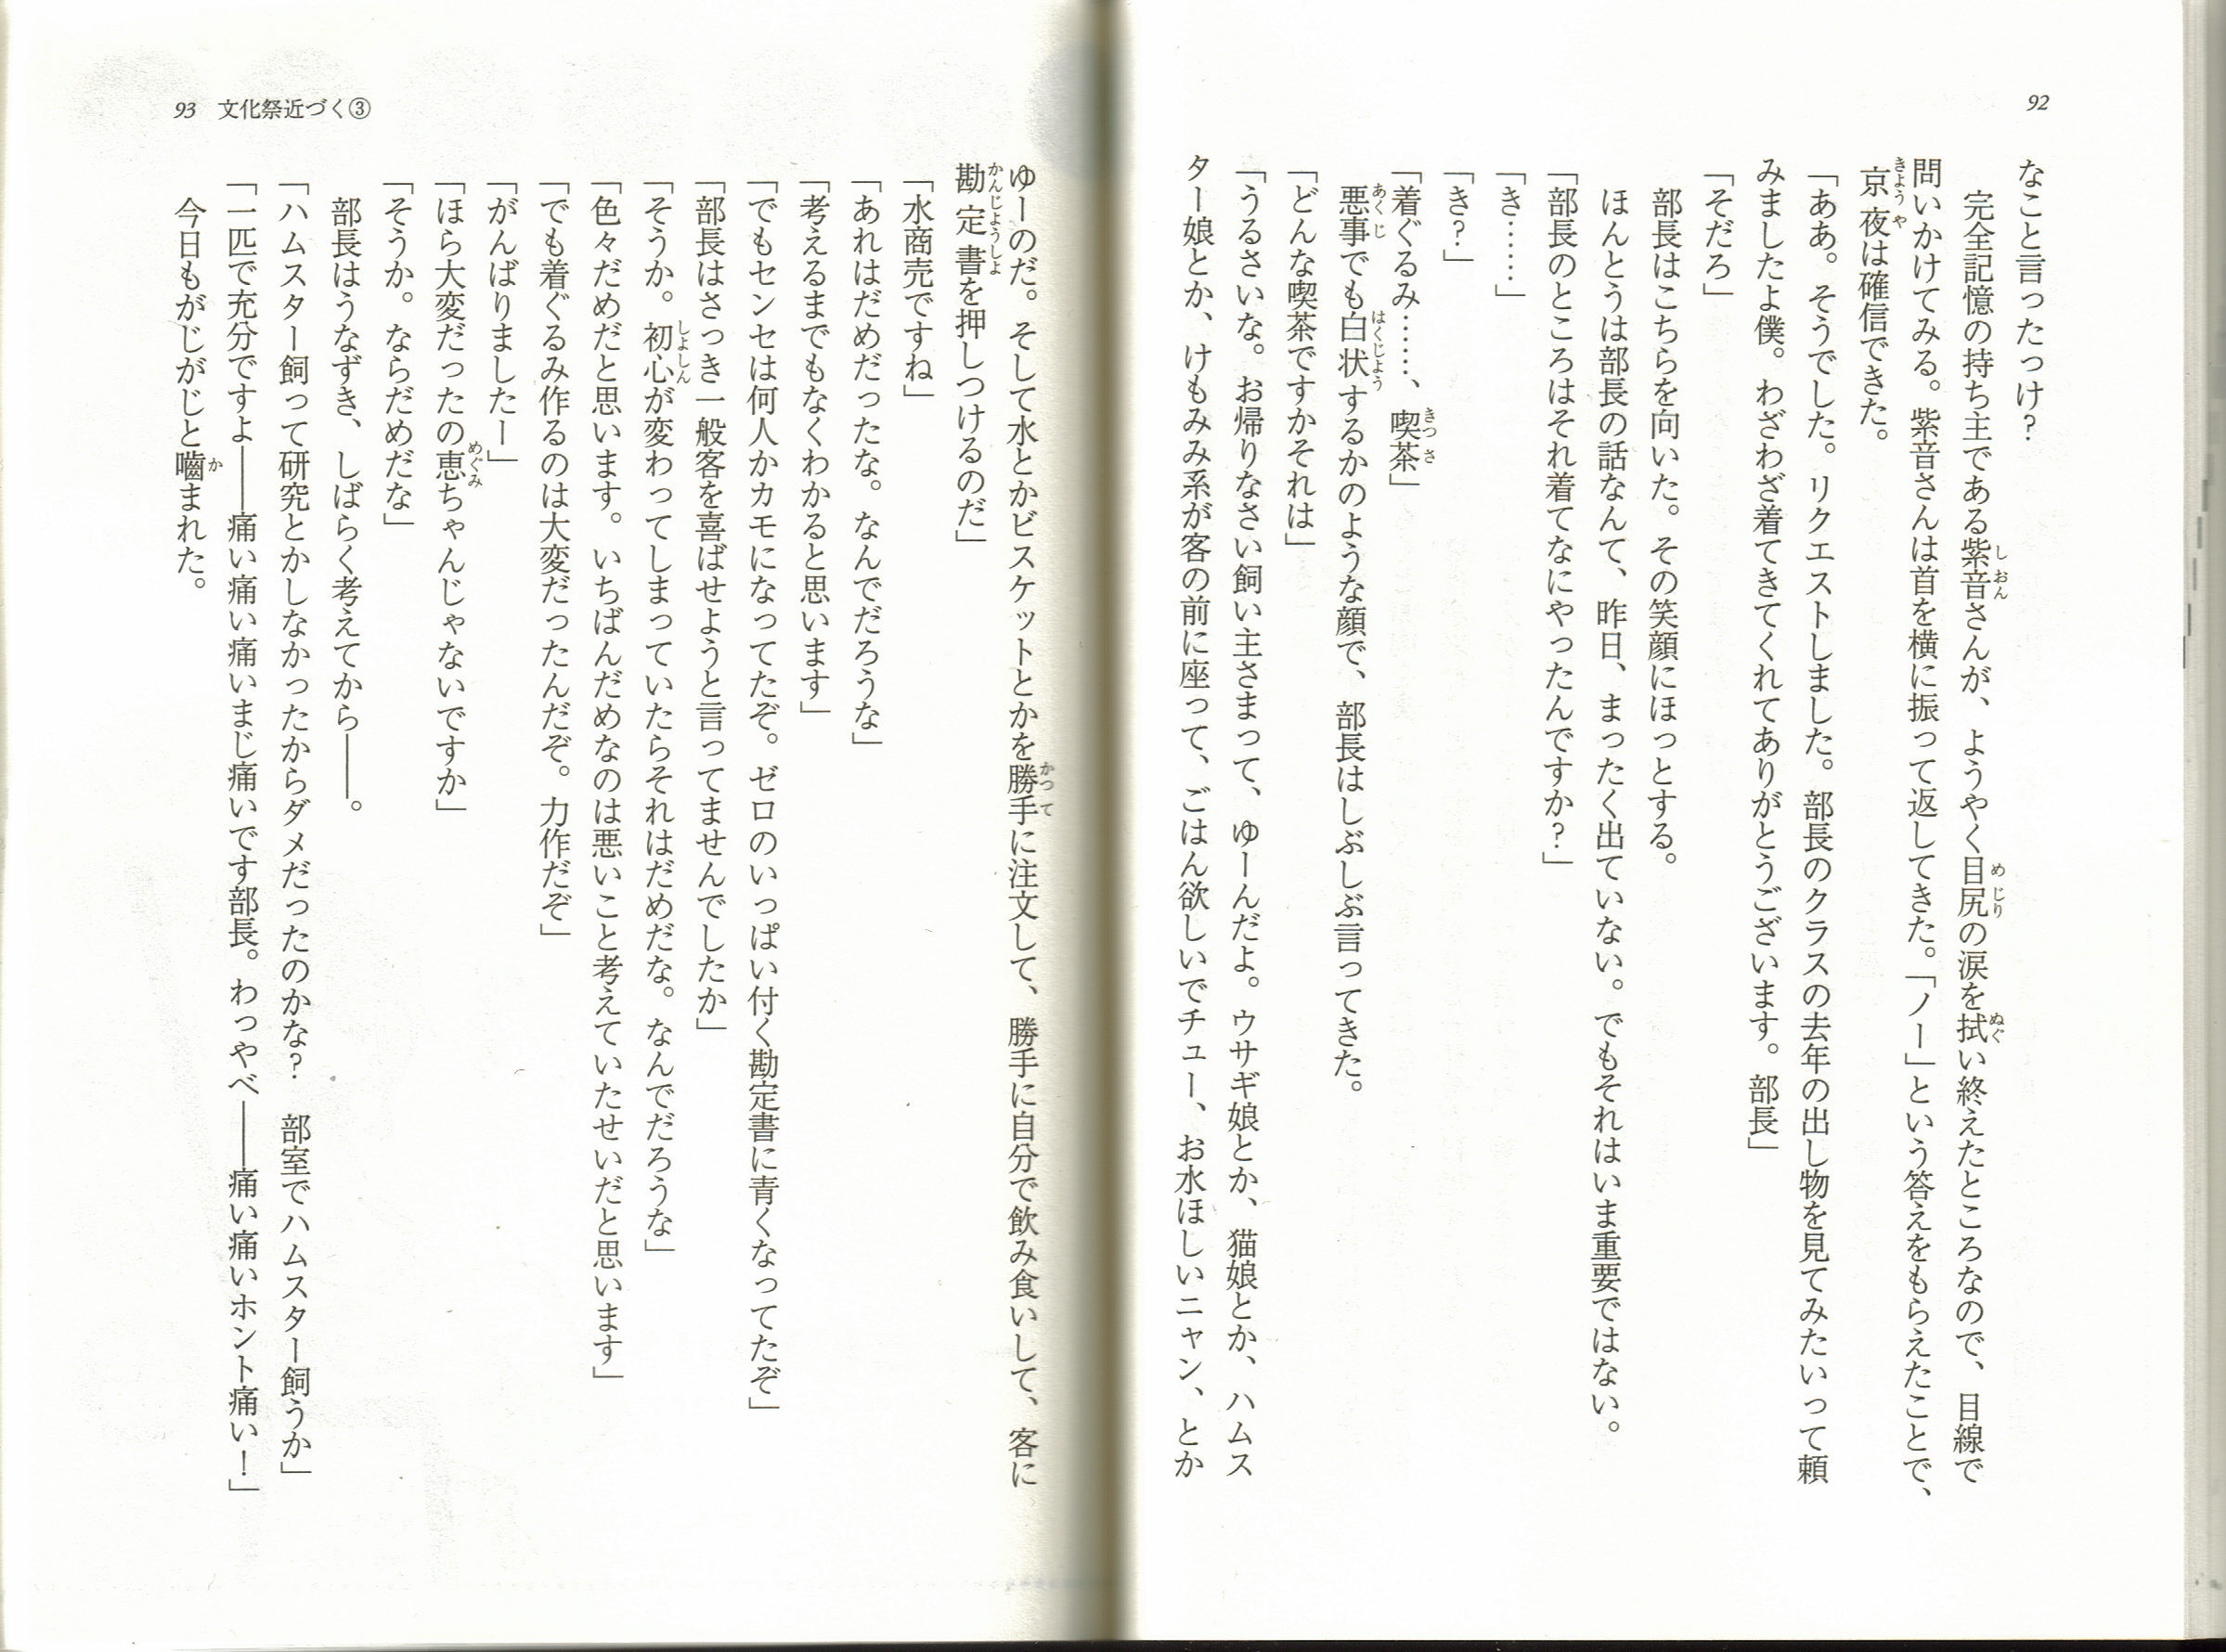 92
なこと言ったっけ？
　完全記憶の持ち主である紫音さんが、ようやく目尻の涙を拭い終えたところなので、目線で
問いかけてみる。紫音さんは首を横に振って返してきた。「ノー」という答えをもらえたことで、
京夜は確信できた。
「ああ。そうでした。リクエストしました。部長のクラスの去年の出し物を見てみたいって頼
みましたよ僕。わざわざ着てきてくれてありがとうございます。部長」
「そだろ」
　部長はこちらを向いた。その笑顔にほっとする。
　ほんとうは部長の話なんて、昨日、まったく出ていない。でもそれはいま重要ではない。
「部長のところはそれ着てなにやったんですか？」
「き……」
「き？」
「着ぐるみ……、喫茶」
　悪事でも白状するかのような顔で、部長はしぶしぶ言ってきた。
「どんな喫茶ですかそれは」
「うるさいな。お帰りなさい飼い主さまって、ゆーんだよ。ウサギ娘とか、猫娘とか、ハムス
ター娘とか、けもみみ系が客の前に座って、ごはん欲しいでチュー、お水ほしいニャン、とか
93　文化祭近づく③
ゆーのだ。そして水とかビスケットとかを勝手に注文して、勝手に自分で飲み食いして、客に
勘定書を押しつけるのだ」
「水商売ですね」
「あれはだめだったな。なんでだろうな」
「考えるまでもなくわかると思います」
「でもセンセは何人かカモになってたぞ。ゼロのいっぱい付く勘定書に青くなってたぞ」
「部長はさっき一般客を喜ばせようと言ってませんでしたか」
「そうか。初心が変わってしまっていたらそれはだめだな。なんでだろうな」
「色々だめだと思います。いちばんだめなのは悪いこと考えていたせいだと思います」
「でも着ぐるみ作るのは大変だったんだぞ。力作だぞ」
「がんばりましたー」
「ほら大変だったの恵ちゃんじゃないですか」
「そうか。ならだめだな」
　部長はうなずき、しばらく考えてから――。
「ハムスター飼って研究とかしなかったからダメだったのかな？　部室でハムスター飼うか」
「一匹で充分ですよ――痛い痛い痛いまじ痛いです部長。わっやべ――痛い痛いホント痛い！」
　今日もがじがじと嚙まれた。